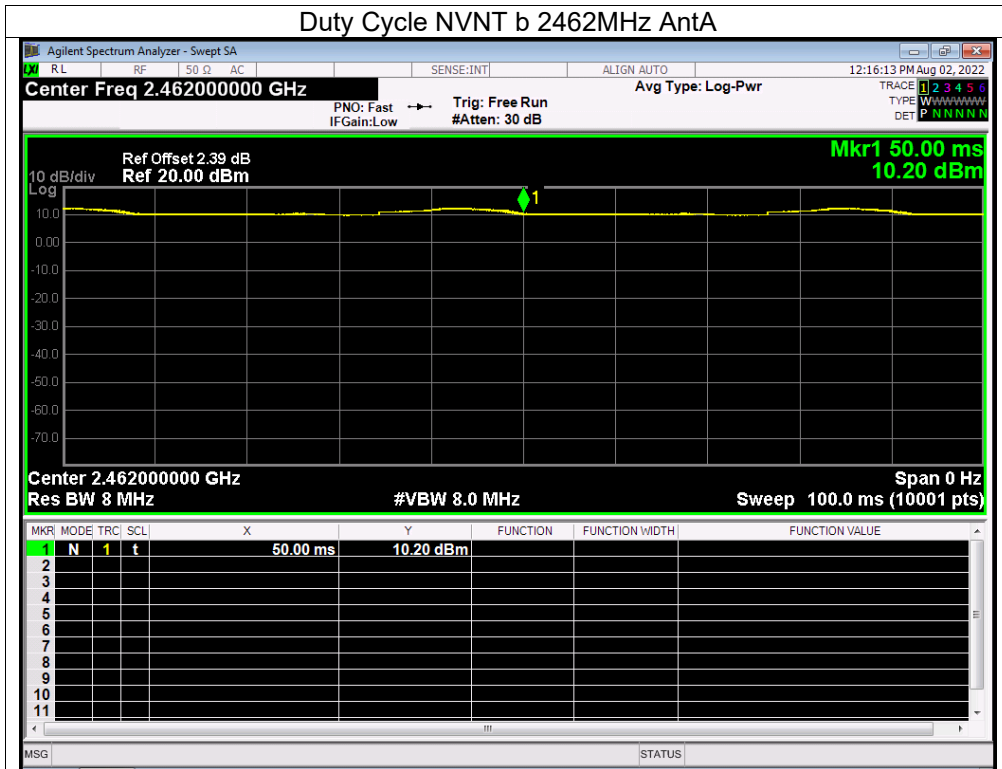 Duty Cycle NVNT b 2462MHz AntA
Agilent Spectrum Analyzer - Swept SA
LXI RL RF 50 Ω AC SENSE:INT ALIGN AUTO 12:16:13 PM Aug 02, 2022
Center Freq 2.462000000 GHz Avg Type: Log-Pwr TRACE 1 2 3 4 5 6
PNO: Fast Trig: Free Run TYPE WWWWWW
IFGain:Low #Atten: 30 dB DET P N N N N N
Mkr1 50.00 ms
Ref Offset 2.39 dB
10 dB/div Ref 20.00 dBm 10.20 dBm
Log
1
10.0
0.00
-10.0
-20.0
-30.0
-40.0
-50.0
-60.0
-70.0
Center 2.462000000 GHz Span 0 Hz
Res BW 8 MHz #VBW 8.0 MHz Sweep 100.0 ms (10001 pts)
MKR MODE TRC SCL X Y FUNCTION FUNCTION WIDTH FUNCTION VALUE
1 N 1 t 50.00 ms 10.20 dBm
2
3
4
5
6
7
8
9
10
11
MSG STATUS